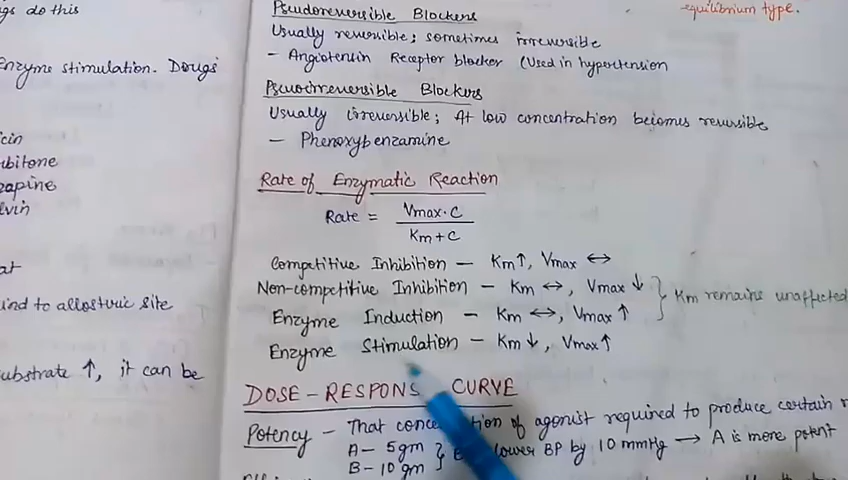 gs do this
Enzyme stimulation. Drugs
cin
ubitone
zapine
lvin
at
ind to allosteric site
ubstrate ↑, it can be
equilibrium type.
Pseudoreversible Blockers
Usually reversible; sometimes irreversible
- Angiotensin Receptor blocker (Used in hypertension
Pseudoirreversible Blockers
Usually irreversible; At low concentration becomes reversible
- Phenoxybenzamine
Rate of Enzymatic Reaction
Rate = Vmax·C
Km+C
Competitive Inhibition - Km↑, Vmax ↔
Non-competitive Inhibition - Km ↔, Vmax ↓
Enzyme Induction - Km ↔, Vmax ↑
} Km remains unaffected
Enzyme Stimulation - Km ↓, Vmax ↑
DOSE-RESPONS CURVE
Potency - That conce tion of agonist required to produce certain
A- 5gm
B- 10 gm
} lower BP by 10 mmHg → A is more potent